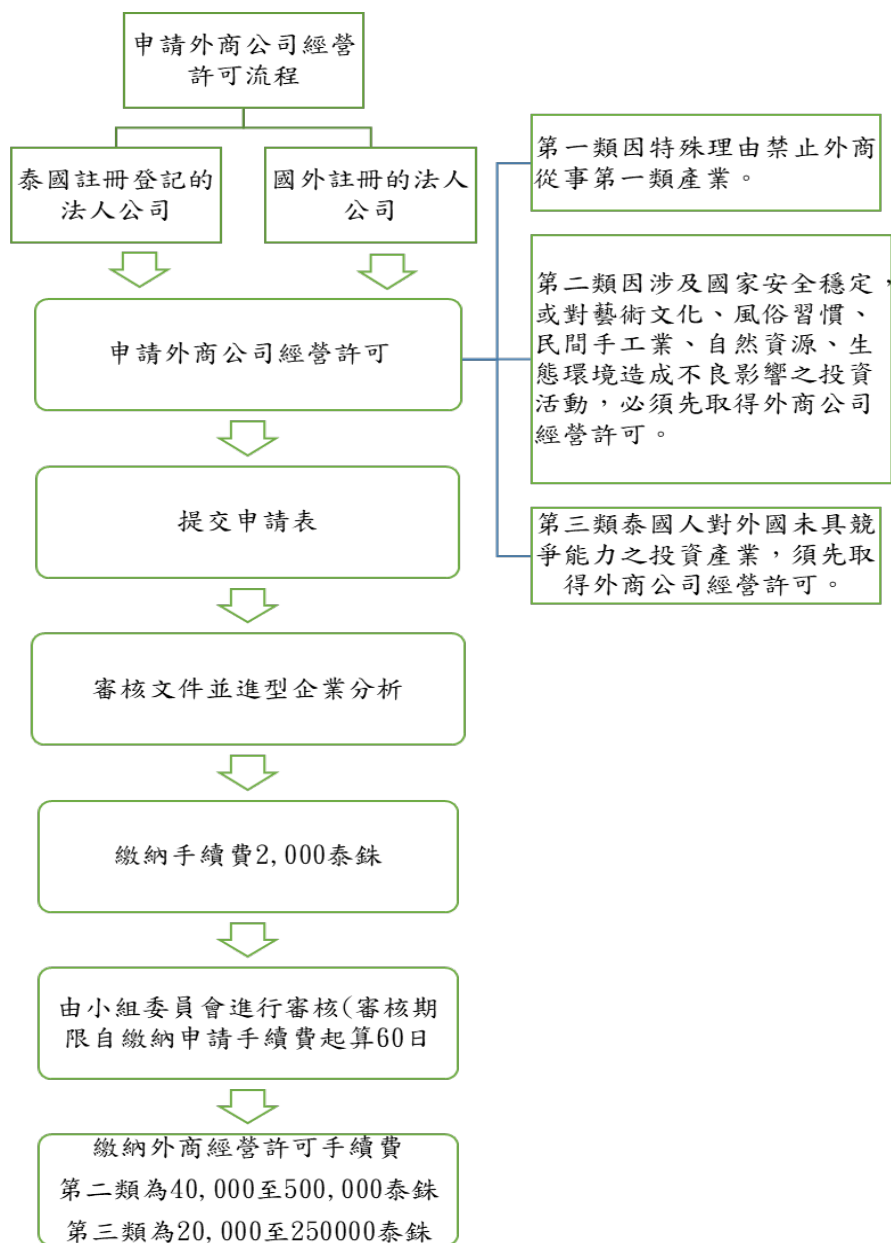 申請外商公司經營
許可流程
泰國註冊登記的
法人公司
國外註冊的法人
公司
申請外商公司經營許可
第一類因特殊理由禁止外商
從事第一類產業。
第二類因涉及國家安全穩定，
或對藝術文化、風俗習慣、
民間手工業、自然資源、生
態環境造成不良影響之投資
活動，必須先取得外商公司
經營許可。
第三類泰國人對外國未具競
爭能力之投資產業，須先取
得外商公司經營許可。
提交申請表
審核文件並進型企業分析
繳納手續費2,000泰銖
由小組委員會進行審核(審核期
限自繳納申請手續費起算60日
繳納外商經營許可手續費
第二類為40,000至500,000泰銖
第三類為20,000至250000泰銖